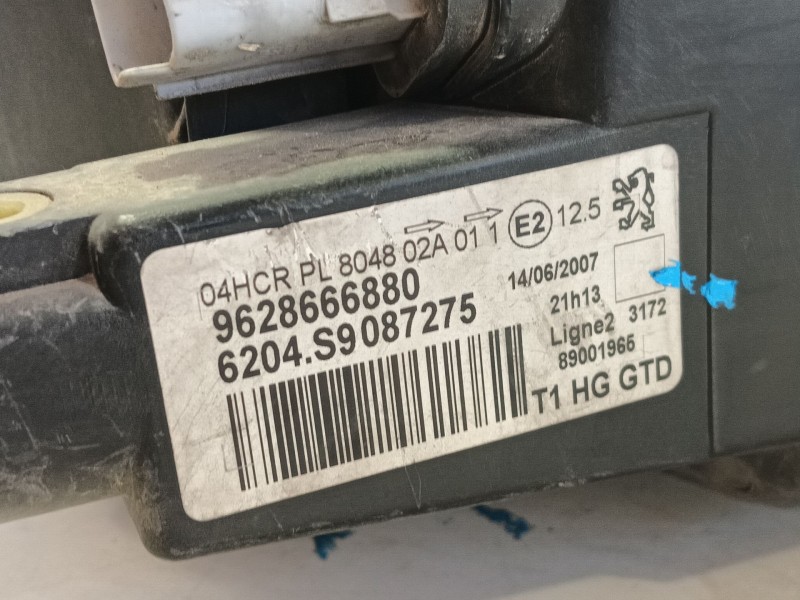 04HCR PL 8048 02A 01 1 E2 12.5
9628666880
6204.S9087275
14/06/2007
21h13
Ligne2 3172
89001965
T1 HG GTD